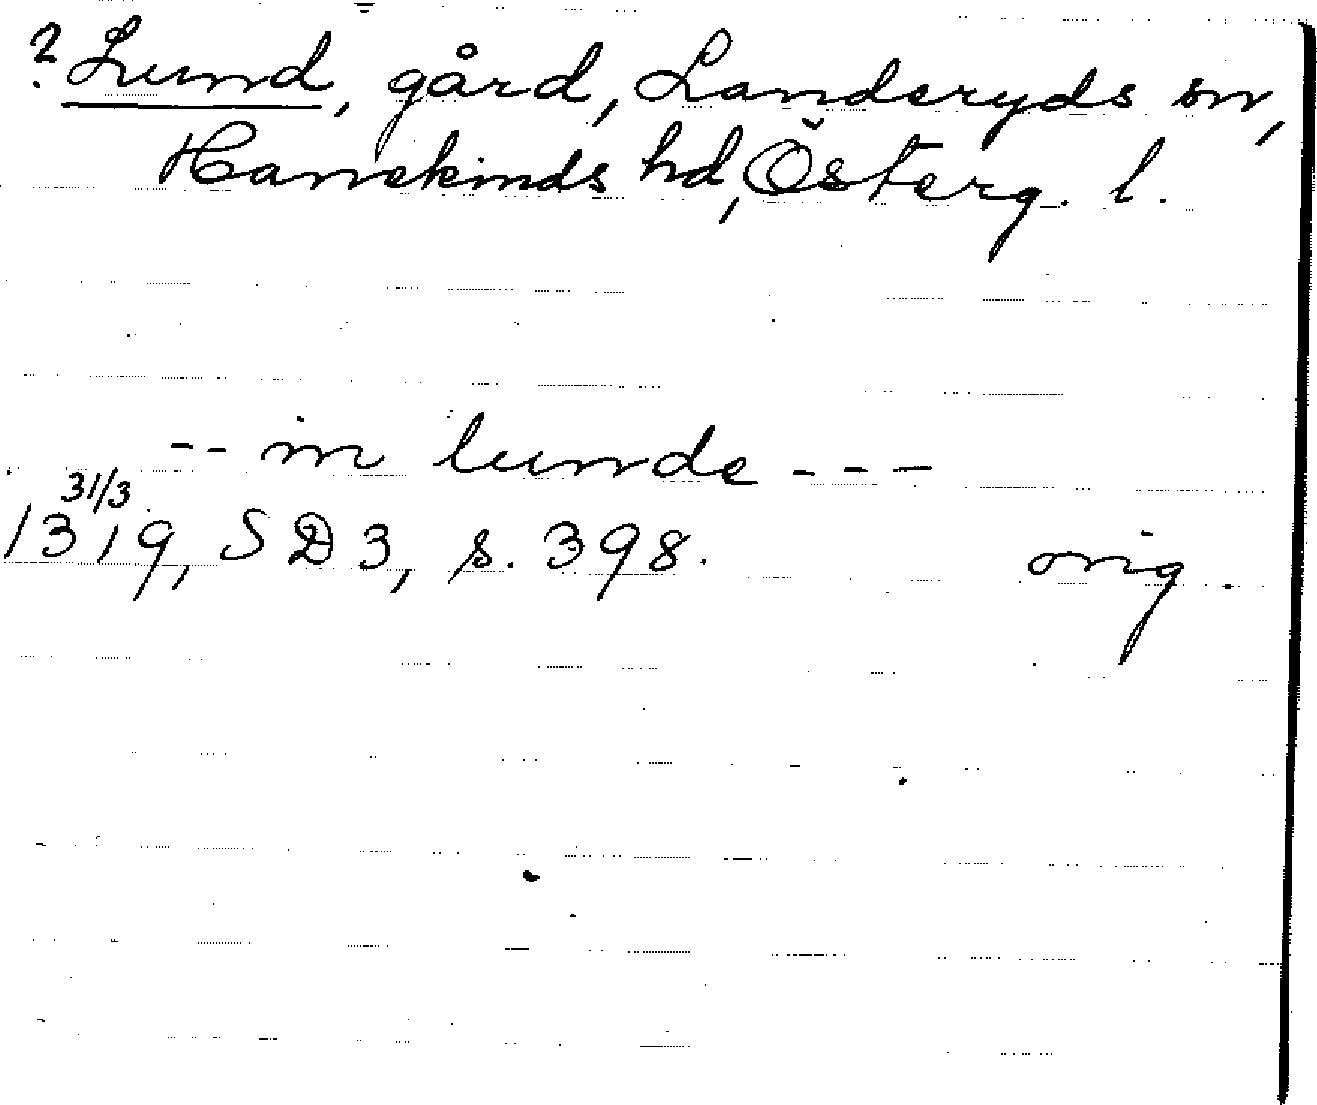 ? Lund, gård, Landeryds sn,
Hanekinds hd, Österg. l.
-- in lunde ---
31/3
1319, SD 3, s. 398. orig.